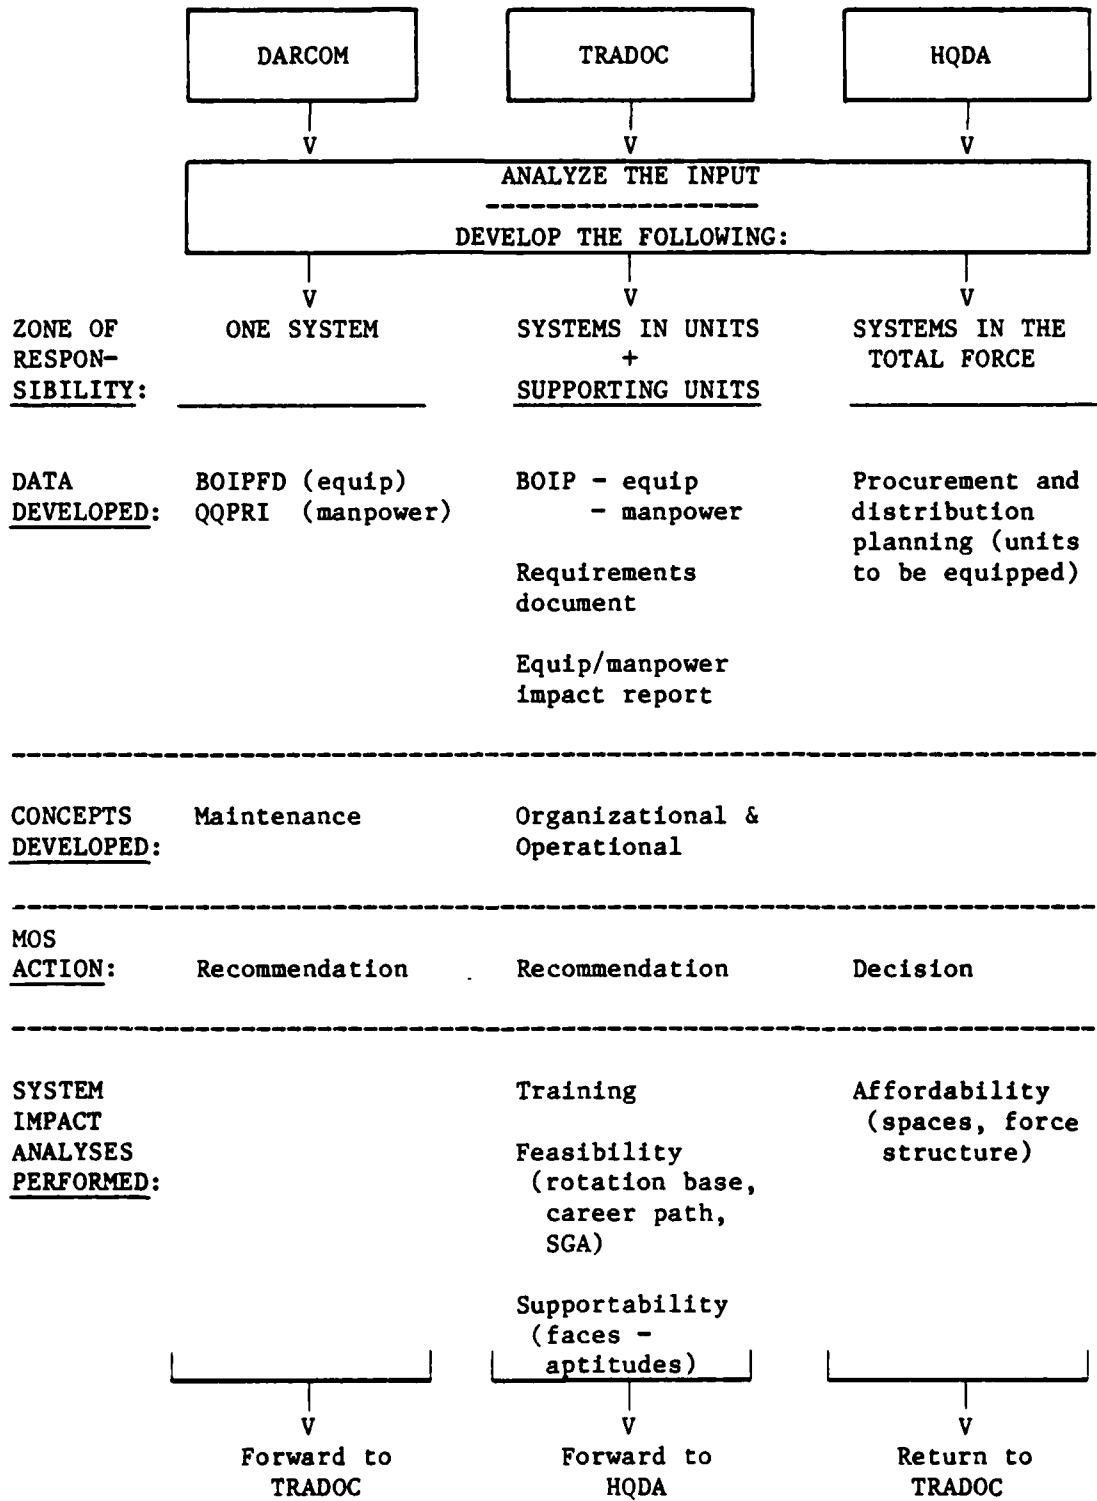 DARCOM TRADOC HQDA
V V V
ANALYZE THE INPUT
DEVELOP THE FOLLOWING:
V V V
ZONE OF ONE SYSTEM SYSTEMS IN UNITS SYSTEMS IN THE
RESPON- + TOTAL FORCE
SIBILITY: SUPPORTING UNITS
DATA BOIPFD (equip) BOIP - equip Procurement and
DEVELOPED: QQPRI (manpower) - manpower distribution
planning (units
Requirements to be equipped)
document
Equip/manpower
impact report
CONCEPTS Maintenance Organizational &
DEVELOPED: Operational
MOS
ACTION: Recommendation Recommendation Decision
SYSTEM Training Affordability
IMPACT (spaces, force
ANALYSES Feasibility structure)
PERFORMED: (rotation base,
career path,
SGA)
Supportability
(faces -
aptitudes)
V V V
Forward to Forward to Return to
TRADOC HQDA TRADOC